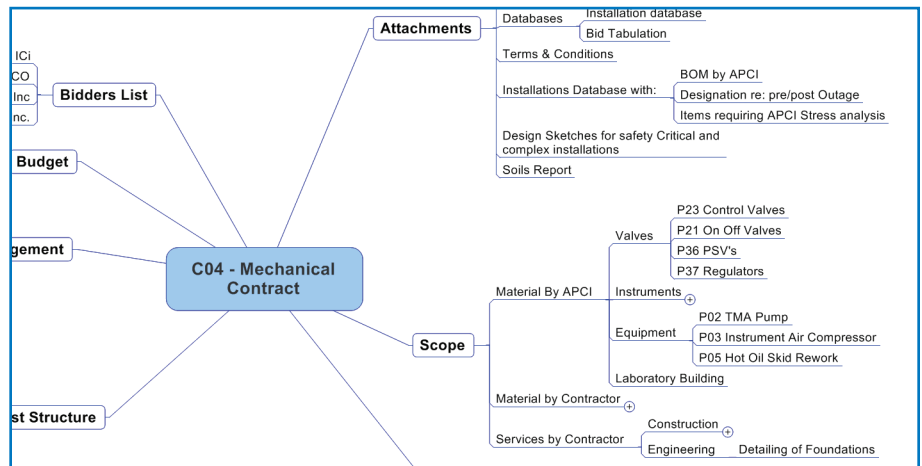 Attachments
Databases
Installation database
Bid Tabulation
Terms & Conditions
Installations Database with:
BOM by APCI
Designation re: pre/post Outage
Items requiring APCI Stress analysis
Design Sketches for safety Critical and
complex installations
Soils Report
ICi
CO
Inc
nc.
Bidders List
Budget
gement
C04 - Mechanical
Contract
st Structure
Scope
Material By APCI
Valves
P23 Control Valves
P21 On Off Valves
P36 PSV's
P37 Regulators
Instruments
Equipment
P02 TMA Pump
P03 Instrument Air Compressor
P05 Hot Oil Skid Rework
Laboratory Building
Material by Contractor
Services by Contractor
Construction
Engineering
Detailing of Foundations